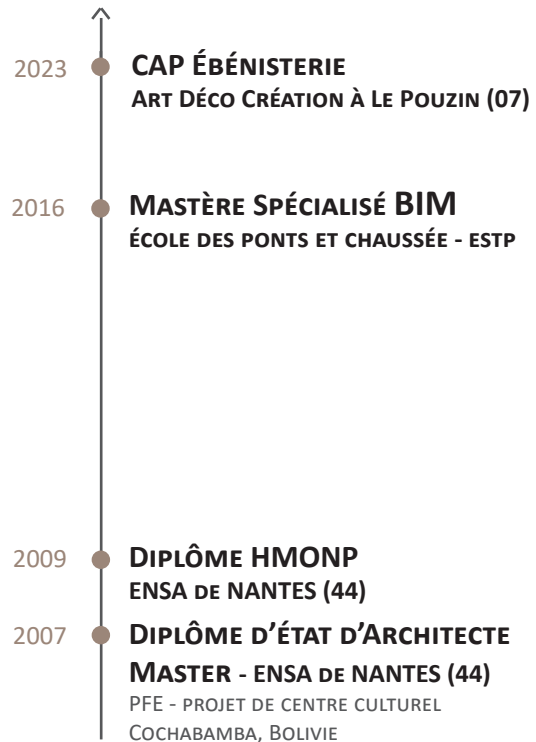 2023
CAP Ébénisterie
Art Déco Création à Le Pouzin (07)
2016
Mastère Spécialisé BIM
école des ponts et chaussée - estp
2009
Diplôme HMONP
ENSA de NANTES (44)
2007
Diplôme d’état d’Architecte
Master - ENSA de NANTES (44)
PFE - projet de centre culturel
Cochabamba, Bolivie